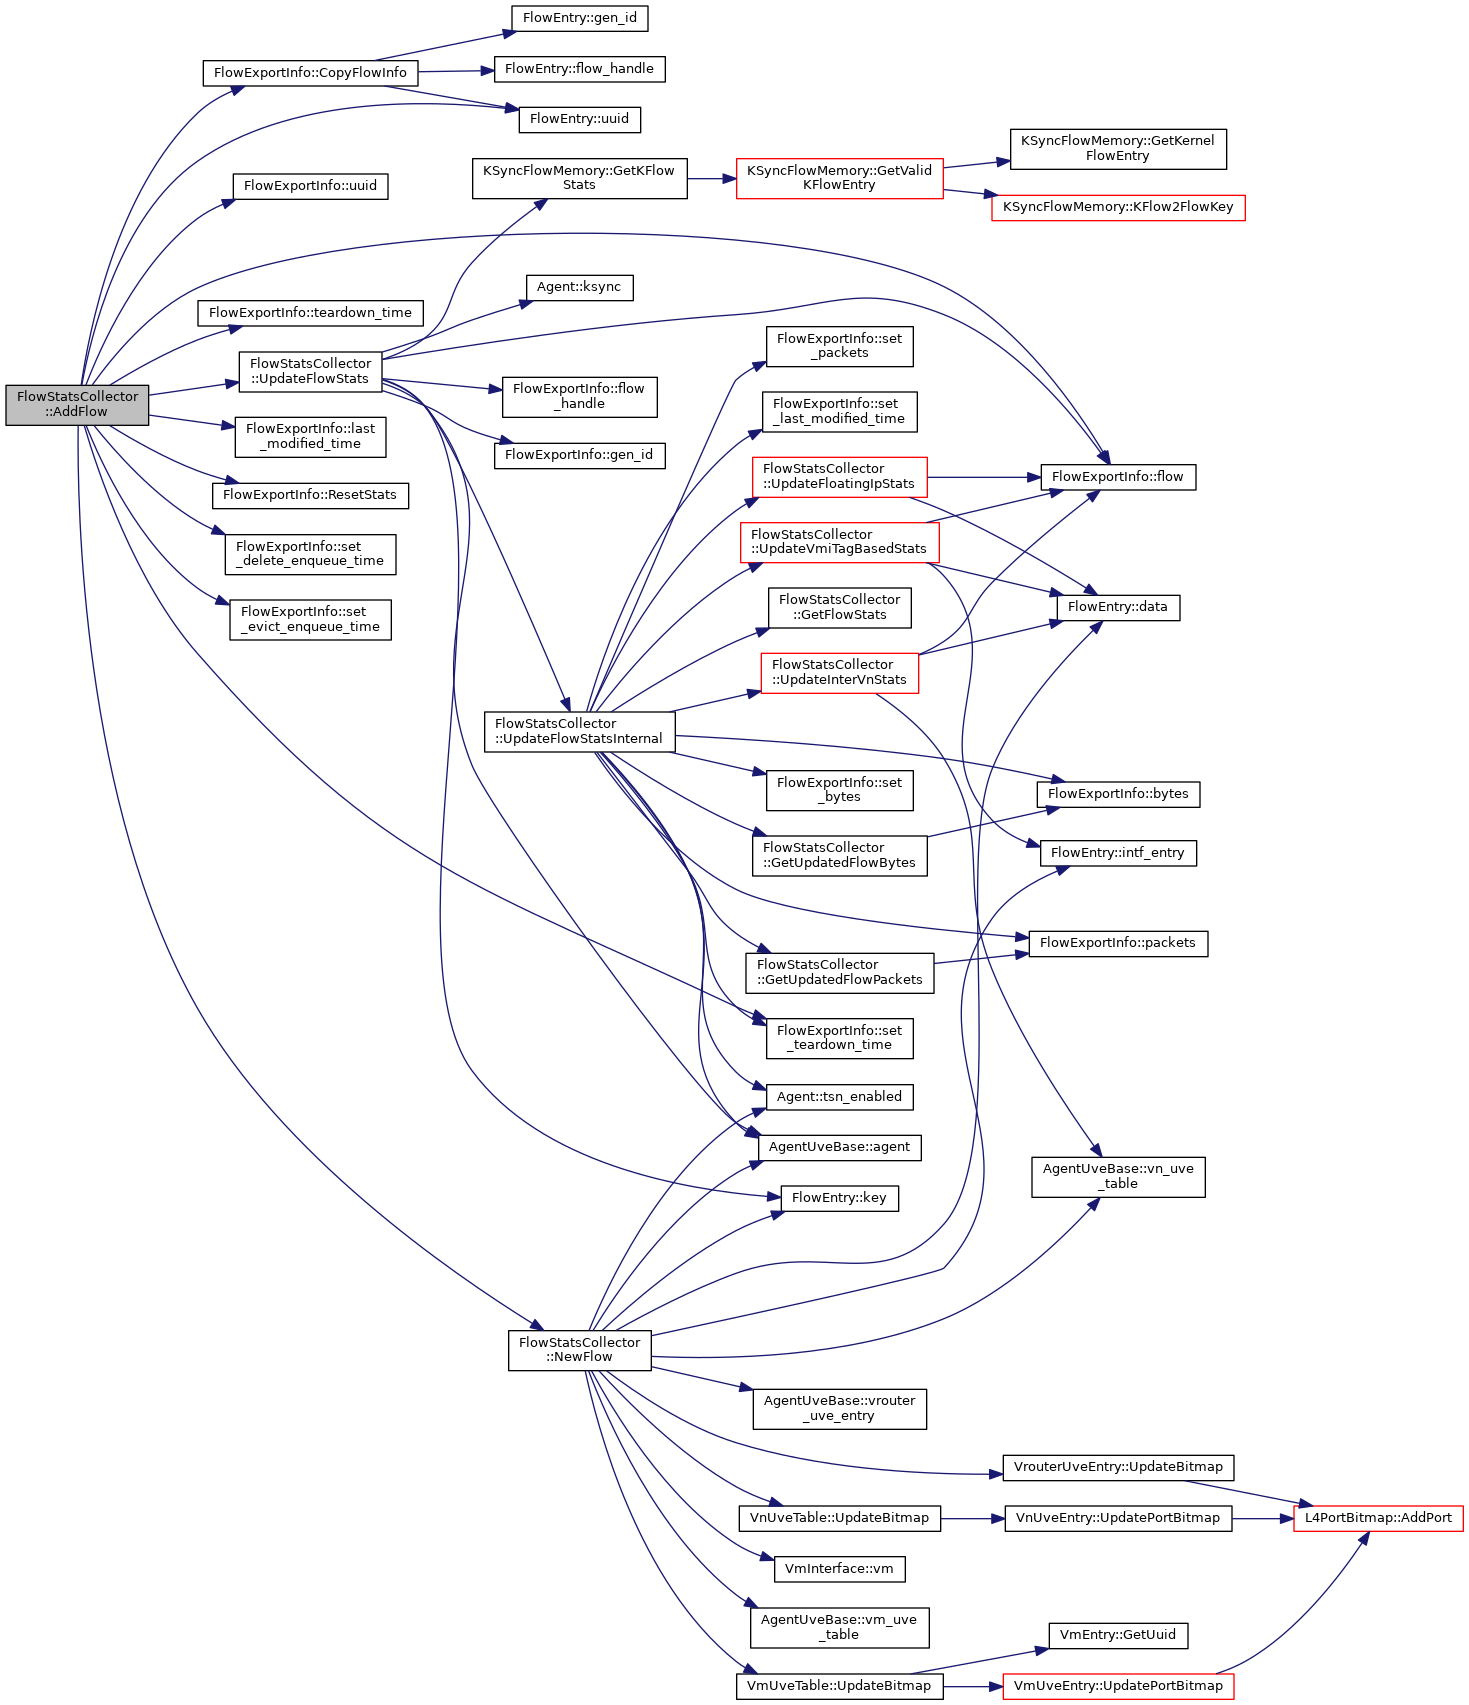 FlowEntry::gen_id
FlowExportInfo::CopyFlowInfo
FlowEntry::flow_handle
FlowEntry::uuid
KSyncFlowMemory::GetKernel
FlowEntry
KSyncFlowMemory::GetKFlow
Stats
KSyncFlowMemory::GetValid
KFlowEntry
FlowExportInfo::uuid
KSyncFlowMemory::KFlow2FlowKey
Agent::ksync
FlowExportInfo::teardown_time
FlowExportInfo::set
_packets
FlowStatsCollector
::UpdateFlowStats
FlowExportInfo::flow
_handle
FlowStatsCollector
::AddFlow
FlowExportInfo::set
_last_modified_time
FlowExportInfo::last
_modified_time
FlowExportInfo::gen_id
FlowStatsCollector
::UpdateFloatingIpStats
FlowExportInfo::flow
FlowExportInfo::ResetStats
FlowStatsCollector
::UpdateVmiTagBasedStats
FlowExportInfo::set
_delete_enqueue_time
FlowStatsCollector
::GetFlowStats
FlowEntry::data
FlowExportInfo::set
_evict_enqueue_time
FlowStatsCollector
::UpdateInterVnStats
FlowStatsCollector
::UpdateFlowStatsInternal
FlowExportInfo::set
_bytes
FlowExportInfo::bytes
FlowStatsCollector
::GetUpdatedFlowBytes
FlowEntry::intf_entry
FlowExportInfo::packets
FlowStatsCollector
::GetUpdatedFlowPackets
FlowExportInfo::set
_teardown_time
Agent::tsn_enabled
AgentUveBase::agent
AgentUveBase::vn_uve
_table
FlowEntry::key
FlowStatsCollector
::NewFlow
AgentUveBase::vrouter
_uve_entry
VrouterUveEntry::UpdateBitmap
VnUveTable::UpdateBitmap
VnUveEntry::UpdatePortBitmap
L4PortBitmap::AddPort
VmInterface::vm
AgentUveBase::vm_uve
_table
VmEntry::GetUuid
VmUveTable::UpdateBitmap
VmUveEntry::UpdatePortBitmap